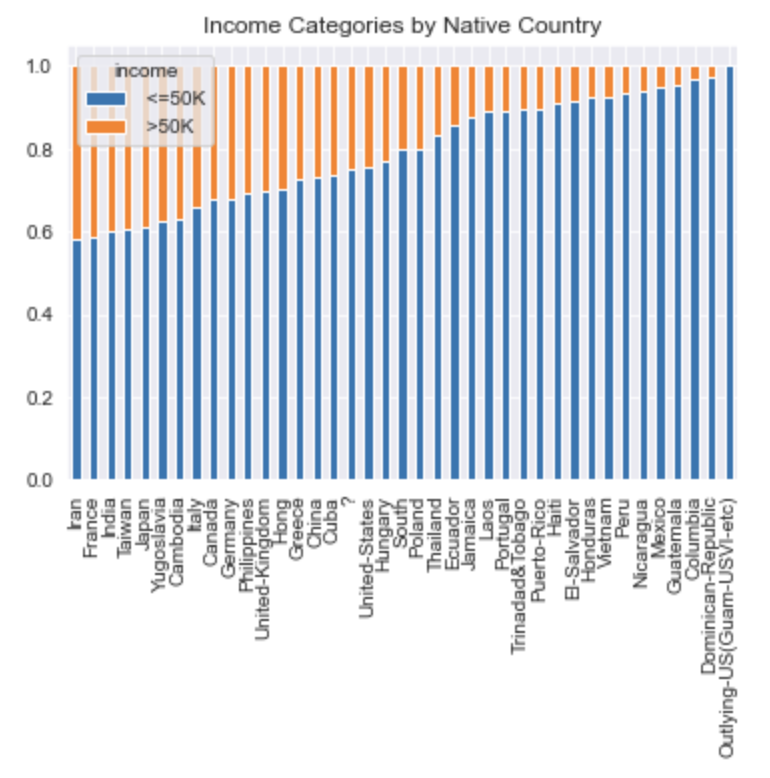 Income Categories by Native Country
income
<=50K
>50K
1.0
0.8
0.6
0.4
0.2
0.0
Iran
France
India
Taiwan
Japan
Yugoslavia
Cambodia
Italy
Canada
Germany
Philippines
United-Kingdom
Hong
Greece
China
Cuba
?
United-States
Hungary
South
Poland
Thailand
Ecuador
Jamaica
Laos
Portugal
Trinadad&Tobago
Puerto-Rico
Haiti
El-Salvador
Honduras
Vietnam
Peru
Nicaragua
Mexico
Guatemala
Columbia
Dominican-Republic
Outlying-US(Guam-USVI-etc)